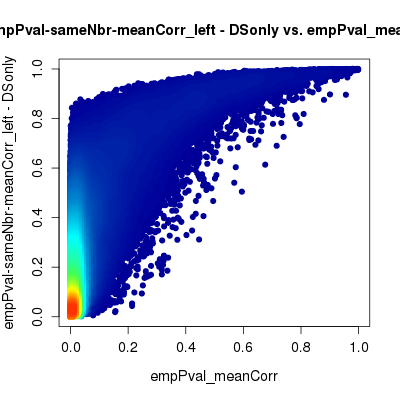 mpPval-sameNbr-meanCorr_left - DSonly vs. empPval_mea
empPval-sameNbr-meanCorr_left - DSonly
0.0 0.2 0.4 0.6 0.8 1.0
0.0 0.2 0.4 0.6 0.8 1.0
empPval_meanCorr